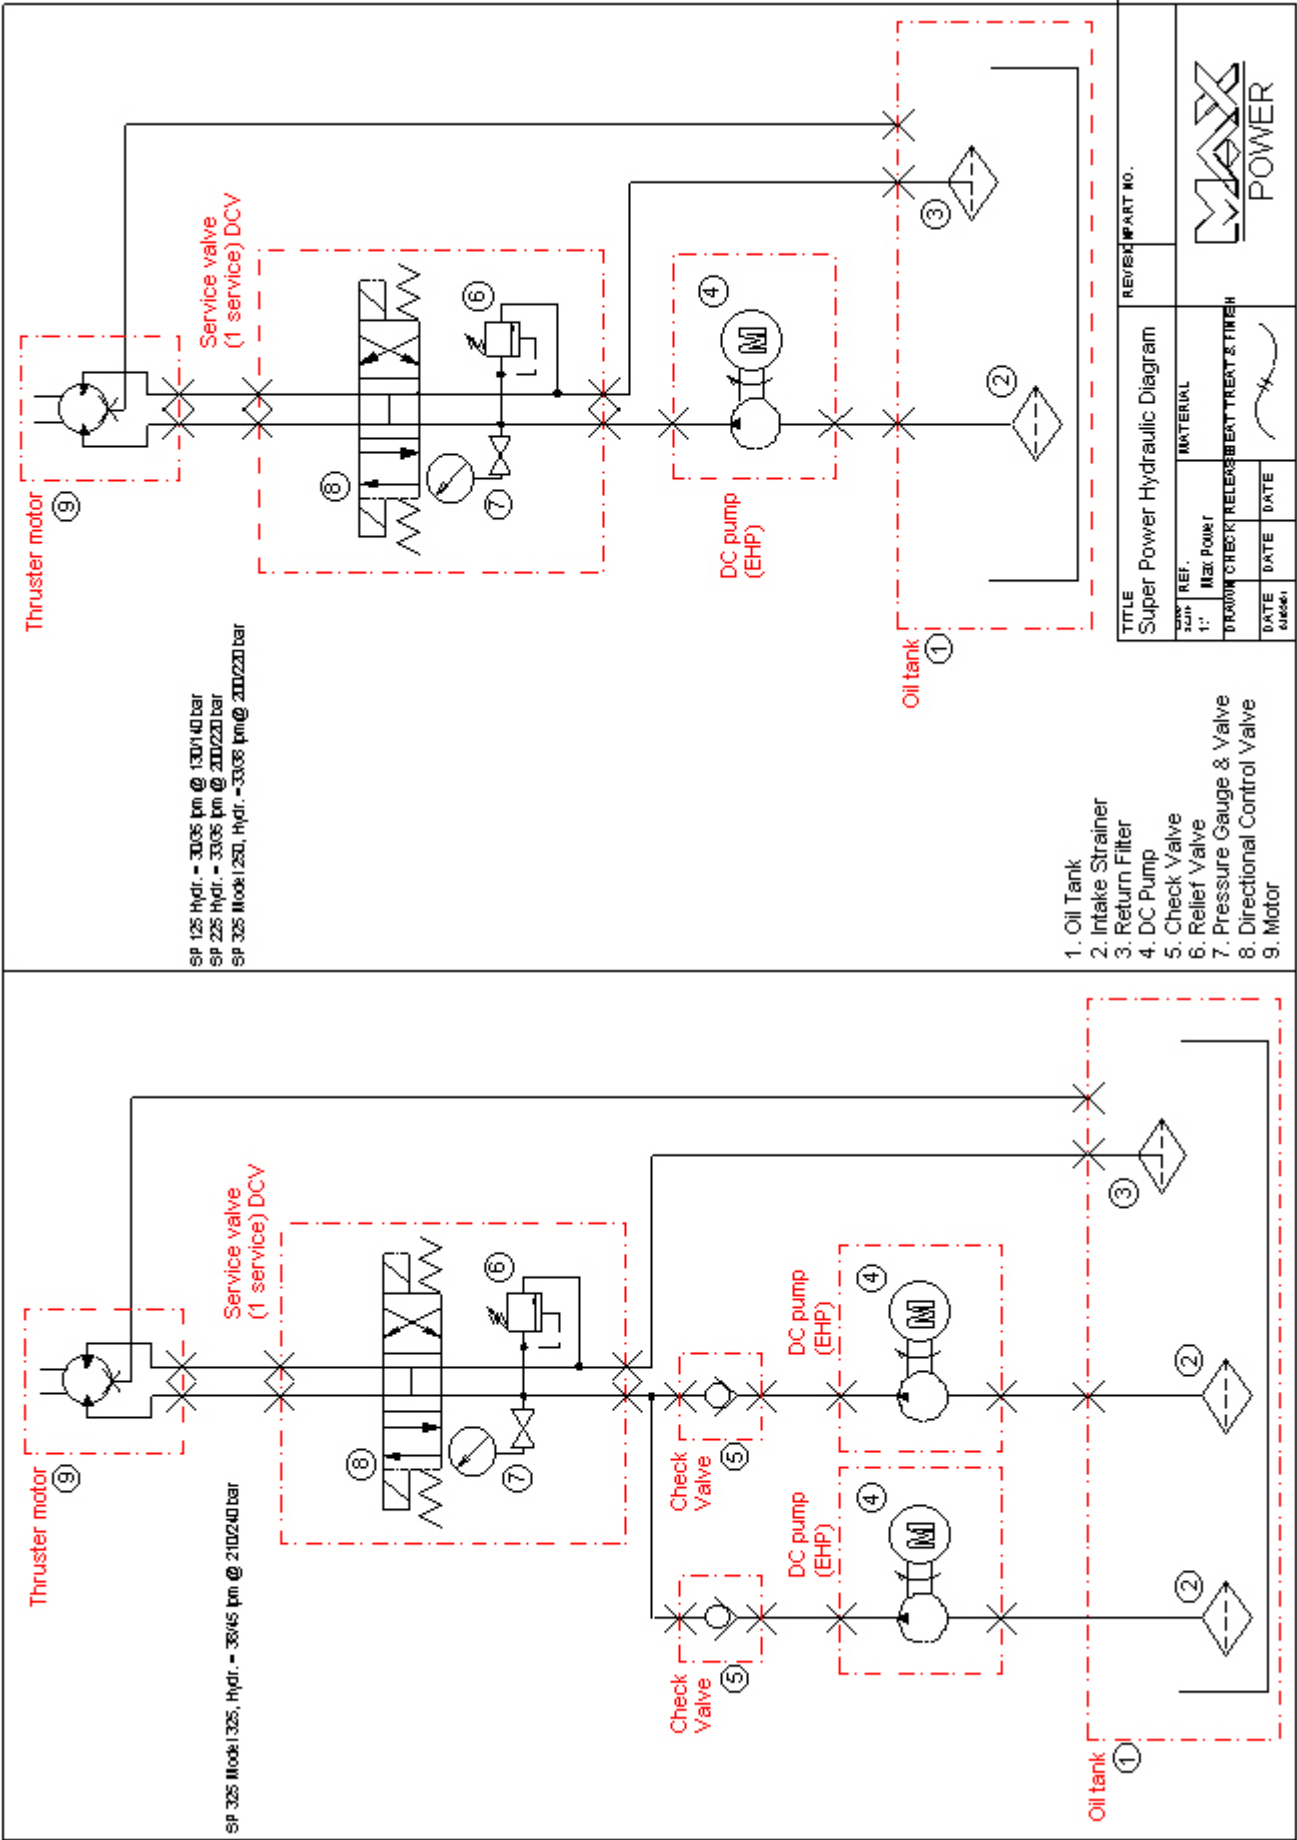 Thruster motor
9
SP 325 Model 325, Hydr. = 38/45 lpm @ 210/240 bar
Service valve
(1 service) DCV
8
6
7
Check
Valve
5
Check
Valve
5
DC pump
(EHP)
4
DC pump
(EHP)
4
3
2
2
Oil tank
1
Thruster motor
9
SP 125 Hydr. = 30/35 lpm @ 130/140 bar
SP 225 Hydr. = 33/35 lpm @ 200/220 bar
SP 325 Model 250, Hydr. = 33/38 lpm @ 200/220 bar
Service valve
(1 service) DCV
8
6
7
DC pump
(EHP)
4
M
M
M
3
2
Oil tank
1
1. Oil Tank
2. Intake Strainer
3. Return Filter
4. DC Pump
5. Check Valve
6. Relief Valve
7. Pressure Gauge & Valve
8. Directional Control Valve
9. Motor
TITLE
Super Power Hydraulic Diagram
REVISION
PART NO.
REF.
Max Power
MATERIAL
DRAWN
CHECK
RELEASE
HEAT TREAT & FINISH
DATE
DATE
DATE
MAX
POWER